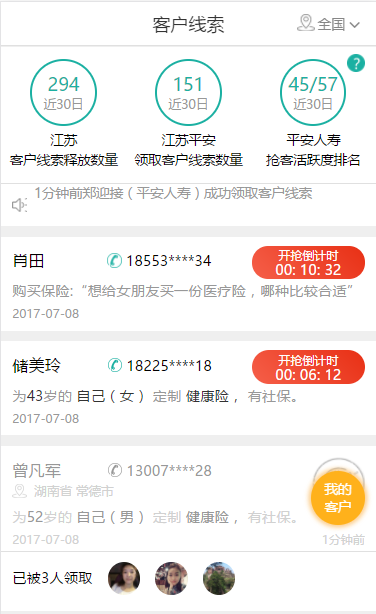 客户线索
全国
?
294
近30日
151
近30日
45/57
近30日
江苏
客户线索释放数量
江苏平安
领取客户线索数量
平安人寿
抢客活跃度排名
1分钟前郑迎接（平安人寿）成功领取客户线索
肖田
18553****34
抢开倒计时
00: 10: 32
购买保险:“想给女朋友买一份医疗险，哪种比较合适”
2017-07-08
储美玲
18225****18
抢开倒计时
00: 06: 12
为43岁的 自己（女） 定制 健康险， 有社保。
2017-07-08
曾凡军
13007****28
湖南省 常德市
为52岁的 自己（男） 定制 健康险， 有社保。
我的
客户
2017-07-08
1分钟前
已被3人领取